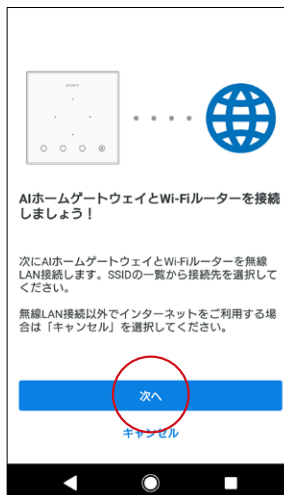 SONY
AIホームゲートウェイとWi-Fiルーターを接続
しましょう！
次にAIホームゲートウェイとWi-Fiルーターを無線
LAN接続します。SSIDの一覧から接続先を選択して
ください。
無線LAN接続以外でインターネットをご利用する場
合は「キャンセル」を選択してください。
次へ
キャンセル